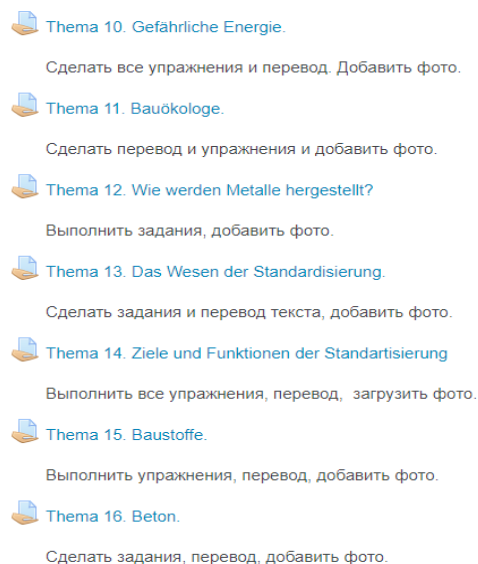 Thema 10. Gefährliche Energie.
Сделать все упражнения и перевод. Добавить фото.
Thema 11. Bauökologe.
Сделать перевод и упражнения и добавить фото.
Thema 12. Wie werden Metalle hergestellt?
Выполнить задания, добавить фото.
Thema 13. Das Wesen der Standardisierung.
Сделать задания и перевод текста, добавить фото.
Thema 14. Ziele und Funktionen der Standartisierung
Выполнить все упражнения, перевод, загрузить фото.
Thema 15. Baustoffe.
Выполнить упражнения, перевод, добавить фото.
Thema 16. Beton.
Сделать задания, перевод, добавить фото.